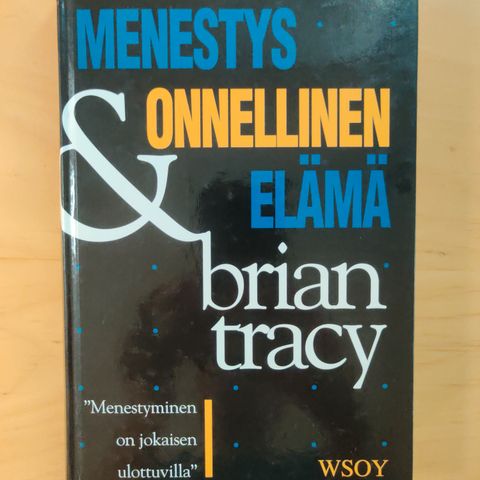 MENESTYS
& ONNELLINEN
ELÄMÄ
brian
tracy
”Menestyminen
on jokaisen
ulottuvilla”
WSOY